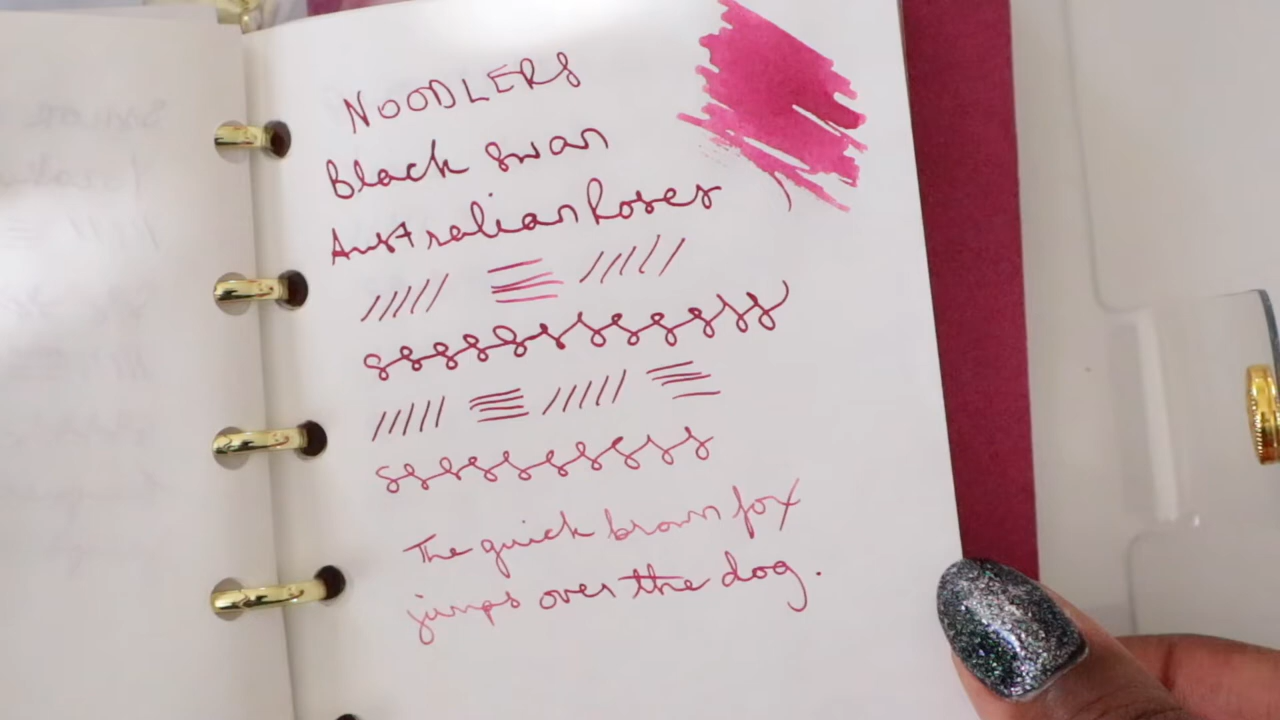 NOODLERS
Black swan
Australian Roses
The quick brown fox
jumps over the dog.